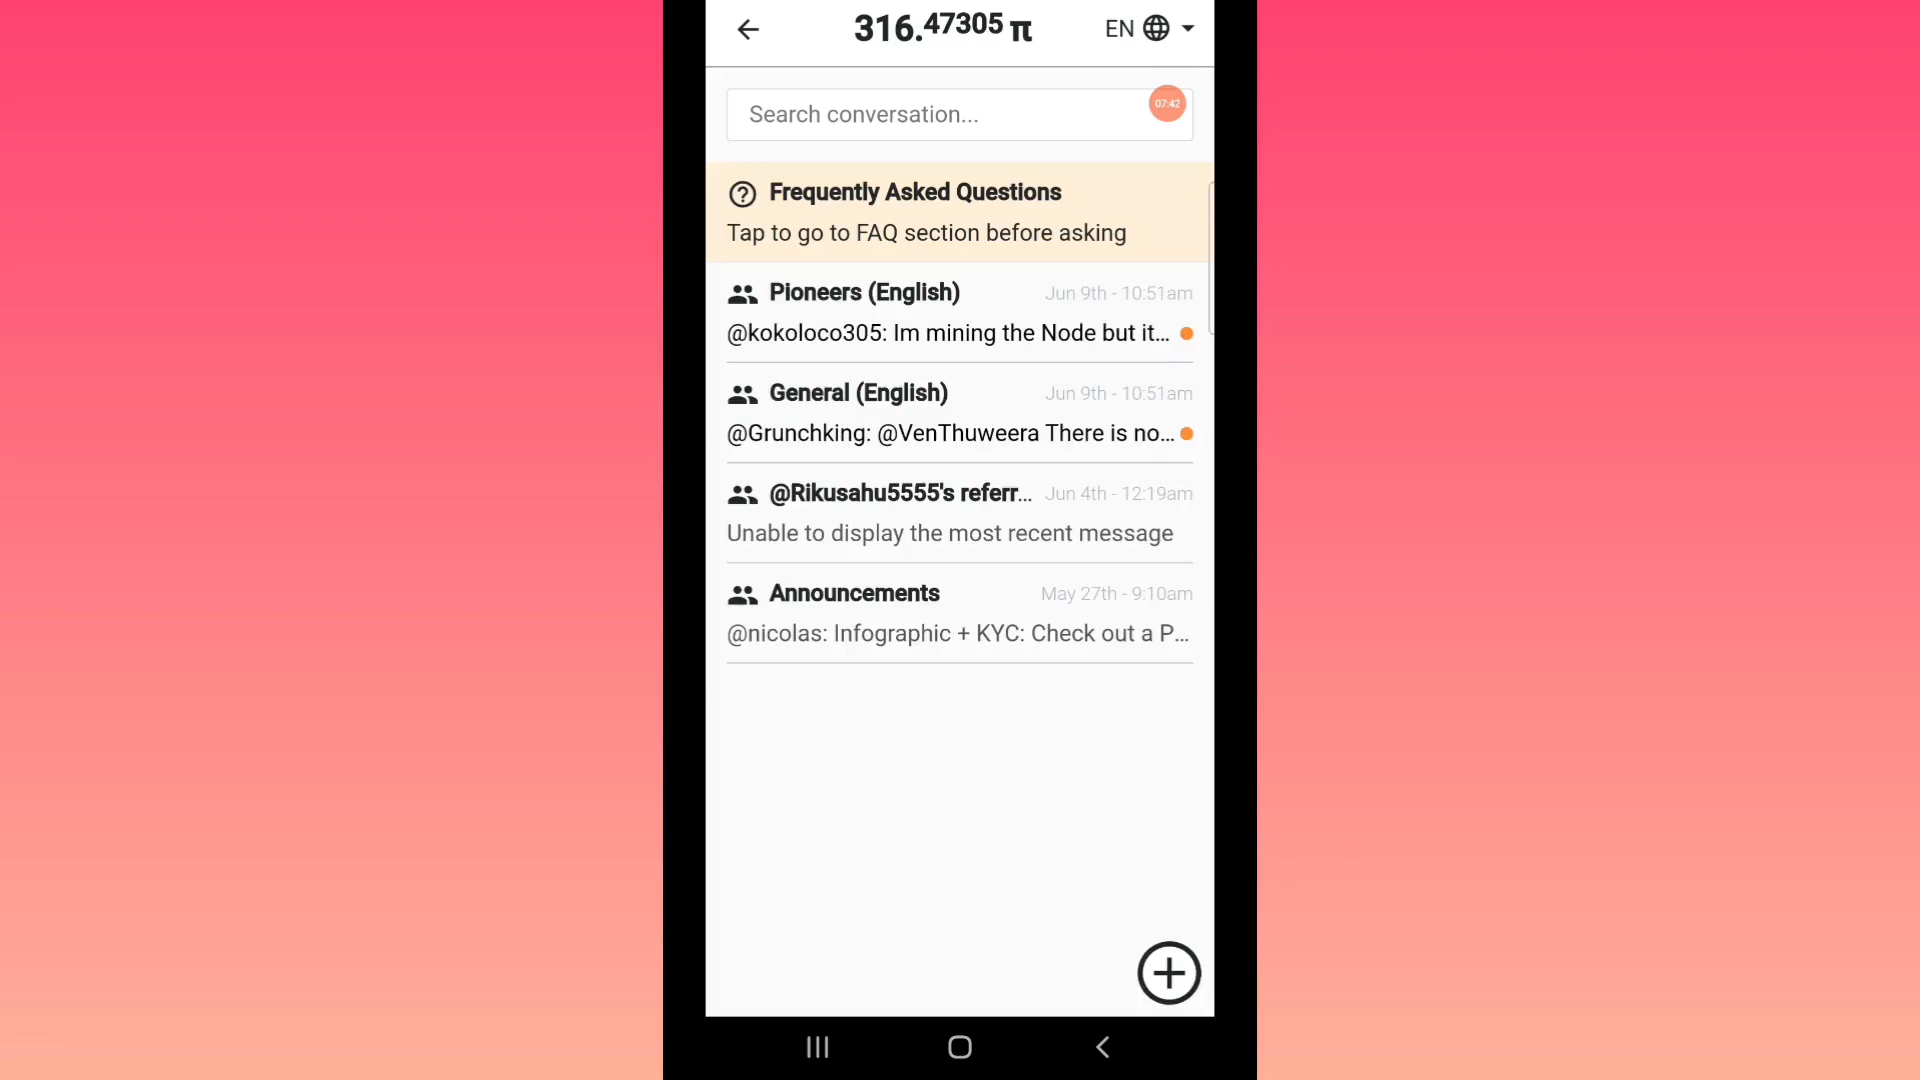 316.47305 π EN
Search conversation...
07:42
Frequently Asked Questions
Tap to go to FAQ section before asking
Pioneers (English) Jun 9th - 10:51am
@kokoloco305: Im mining the Node but it...
General (English) Jun 9th - 10:51am
@Grunchking: @VenThuweera There is no...
@Rikusahu5555's referr... Jun 4th - 12:19am
Unable to display the most recent message
Announcements May 27th - 9:10am
@nicolas: Infographic + KYC: Check out a P...